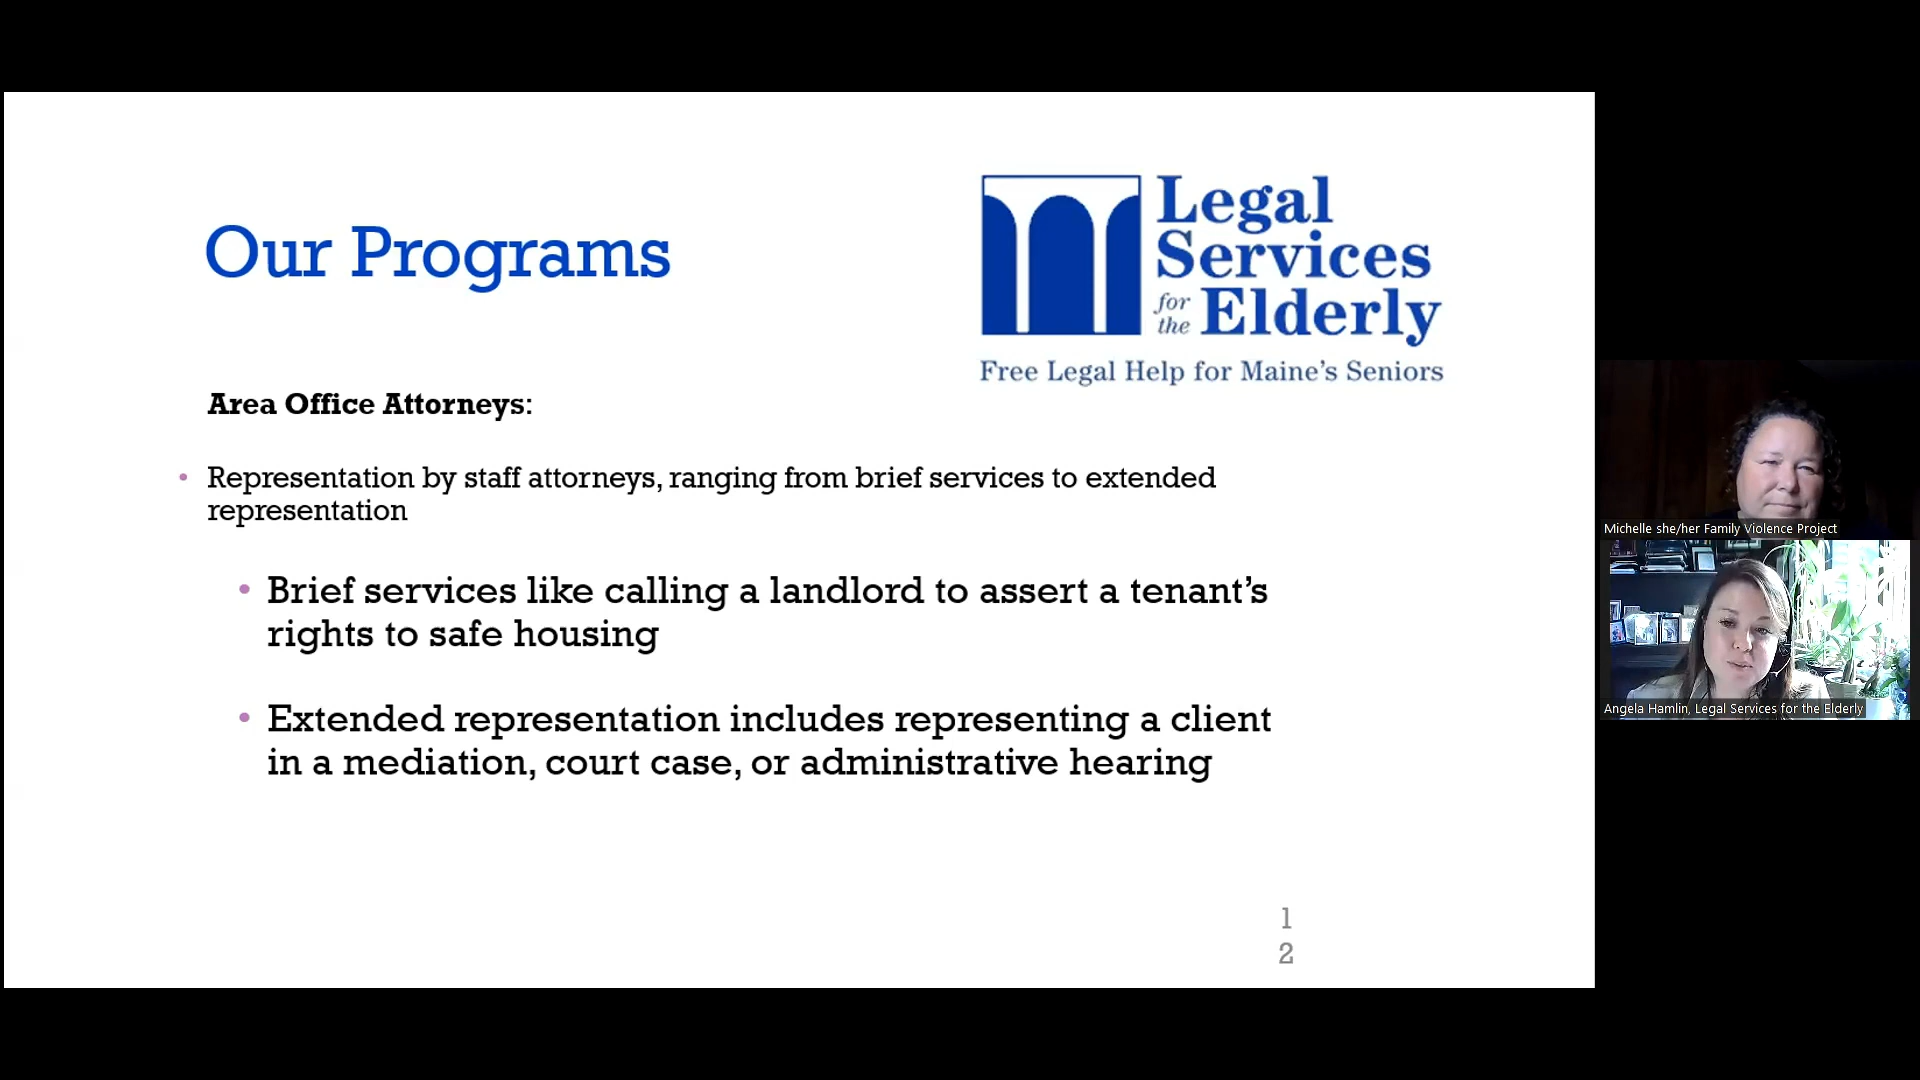 Our Programs
Legal
Services
for
the Elderly
Free Legal Help for Maine's Seniors
Area Office Attorneys:
• Representation by staff attorneys, ranging from brief services to extended
representation
• Brief services like calling a landlord to assert a tenant's
rights to safe housing
• Extended representation includes representing a client
in a mediation, court case, or administrative hearing
1
2
Michelle she/her Family Violence Project
Angela Hamlin, Legal Services for the Elderly